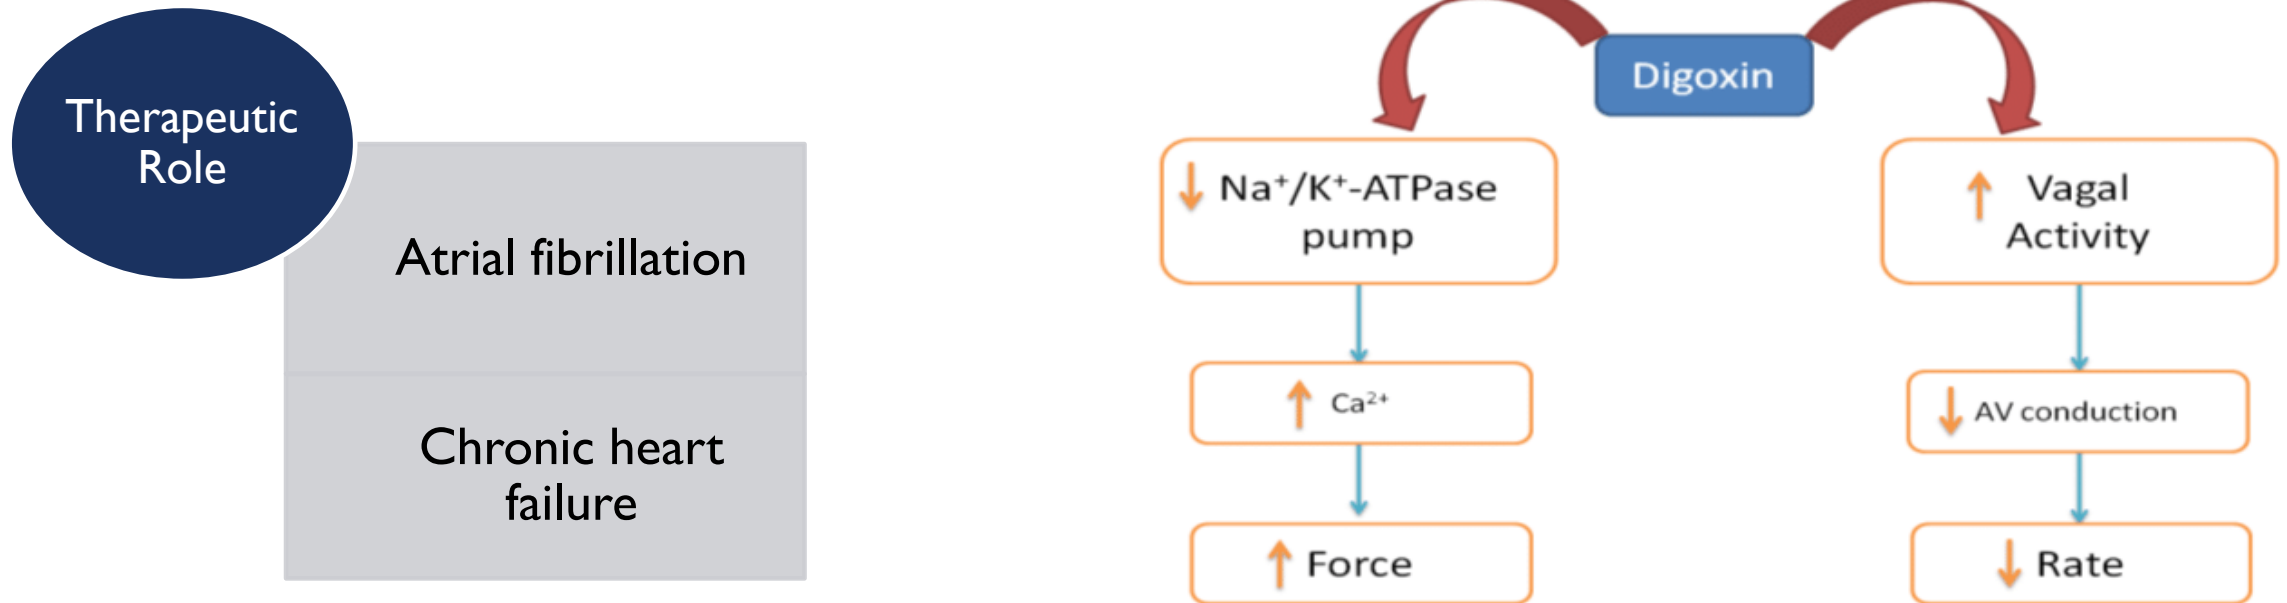 Therapeutic
Role
Atrial fibrillation
Chronic heart
failure
Digoxin
↓ Na⁺/K⁺-ATPase
pump
↑ Ca²⁺
↑ Force
↑ Vagal
Activity
↓ AV conduction
↓ Rate